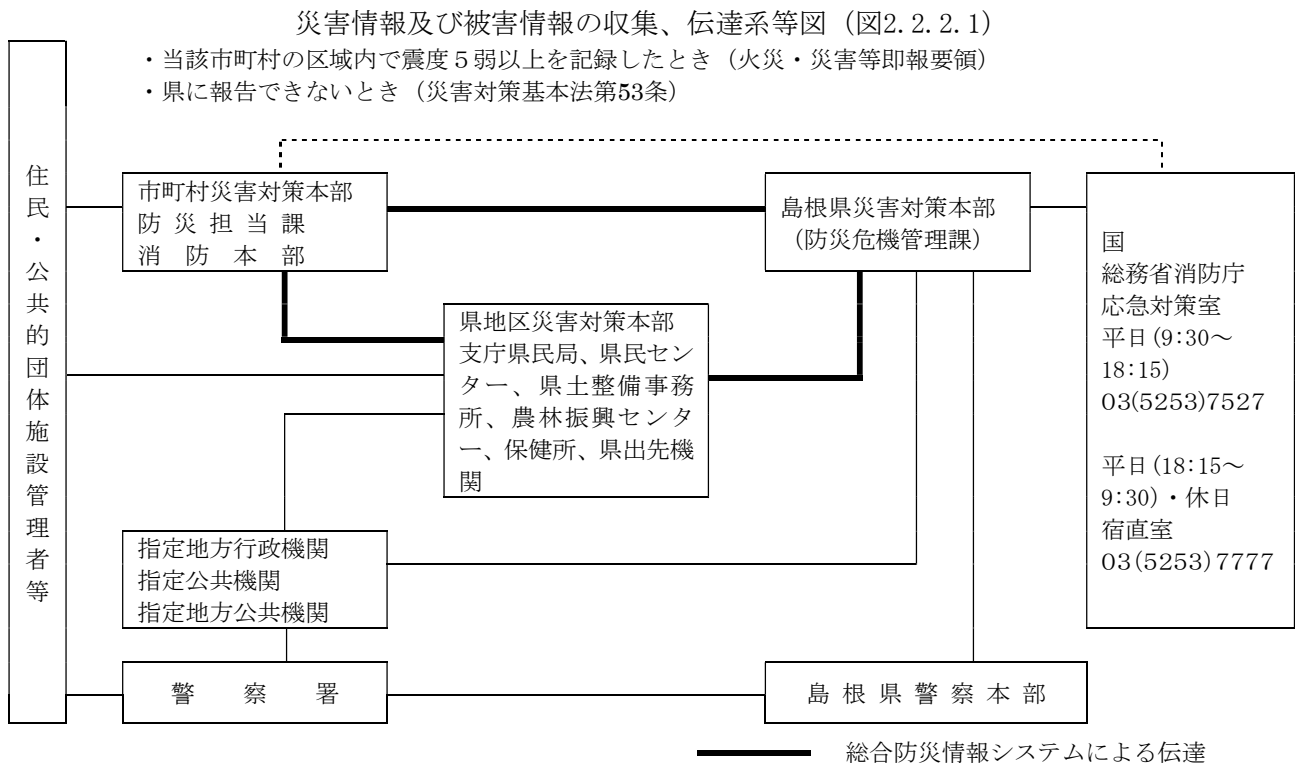 災害情報及び被害情報の収集、伝達系等図（図2.2.2.1）
・当該市町村の区域内で震度５弱以上を記録したとき（火災・災害等即報要領）
・県に報告できないとき（災害対策基本法第53条）
住民・公共的団体施設管理者等
市町村災害対策本部
防災担当課
消防本部
島根県災害対策本部
（防災危機管理課）
国
総務省消防庁
応急対策室
平日(9:30～
18:15)
03(5253)7527
平日(18:15～
9:30)・休日
宿直室
03(5253)7777
県地区災害対策本部
支庁県民局、県民セン
ター、県土整備事務
所、農林振興センタ
ー、保健所、県出先機
関
指定地方行政機関
指定公共機関
指定地方公共機関
警察署
島根県警察本部
総合防災情報システムによる伝達